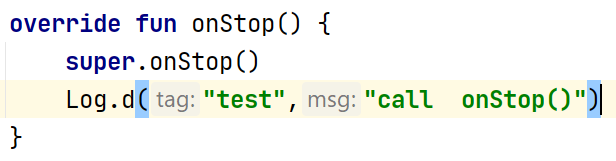 override fun onStop() {
    super.onStop()
    Log.d( tag: "test", msg: "call  onStop()")
}